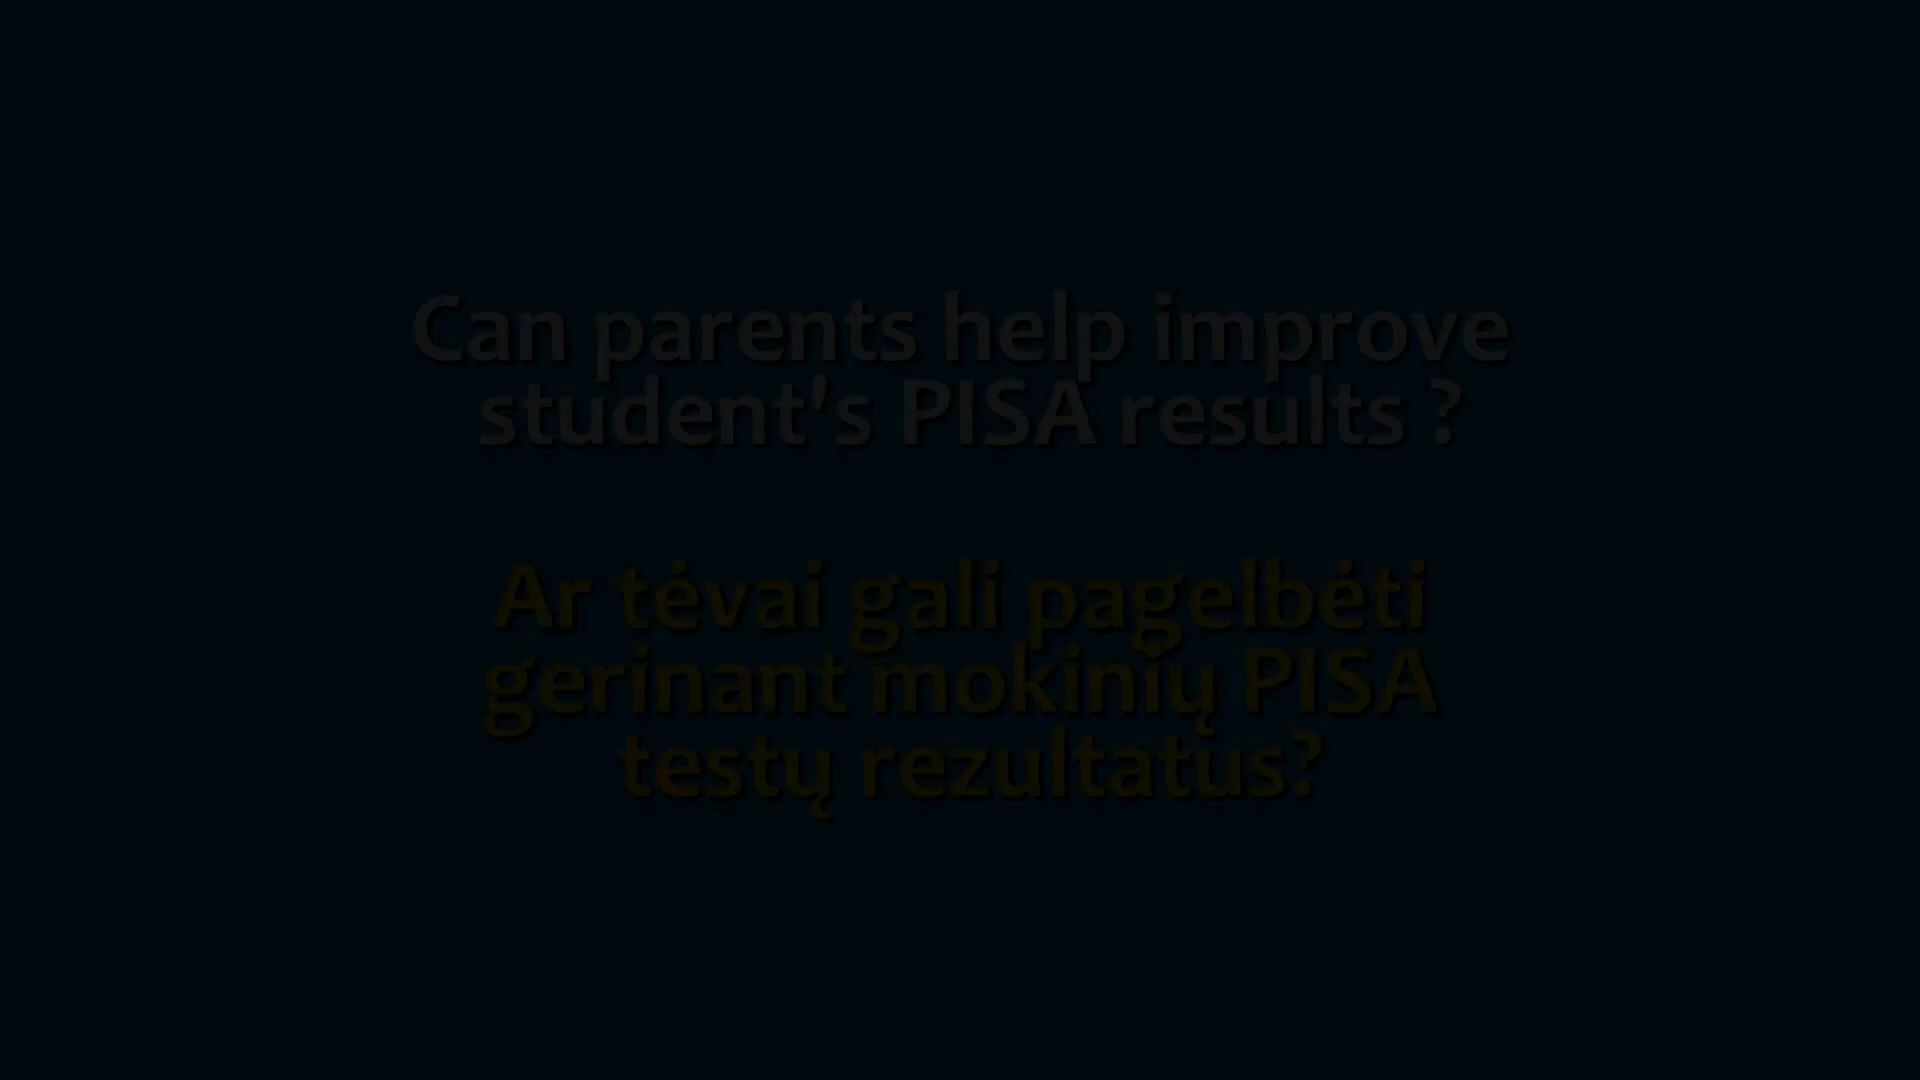 Can parents help improve
student's PISA results ?
Ar tėvai gali pagelbėti
gerinant mokinių PISA
testų rezultatus?